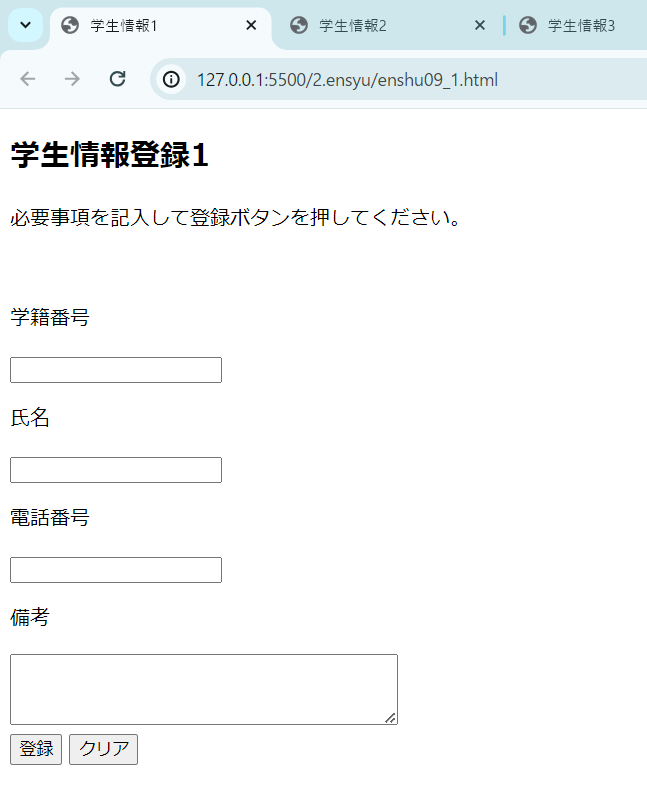 学生情報1 学生情報2 学生情報3
127.0.0.1:5500/2.ensyu/enshu09_1.html
学生情報登録1
必要事項を記入して登録ボタンを押してください。
学籍番号
氏名
電話番号
備考
登録 クリア